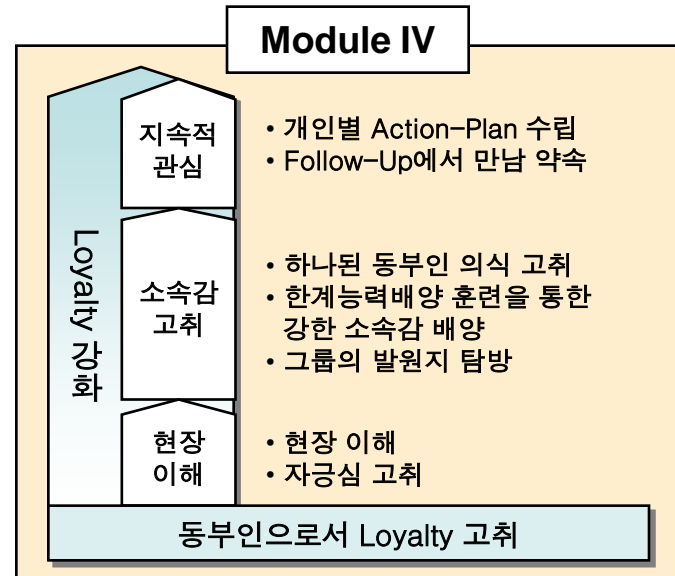 Module IV
지속적
관심
• 개인별 Action-Plan 수립
• Follow-Up에서 만남 약속
Loyalty 강화
소속감
고취
• 하나된 동부인 의식 고취
• 한계능력배양 훈련을 통한
강한 소속감 배양
• 그룹의 발원지 탐방
현장
이해
• 현장 이해
• 자긍심 고취
동부인으로서 Loyalty 고취